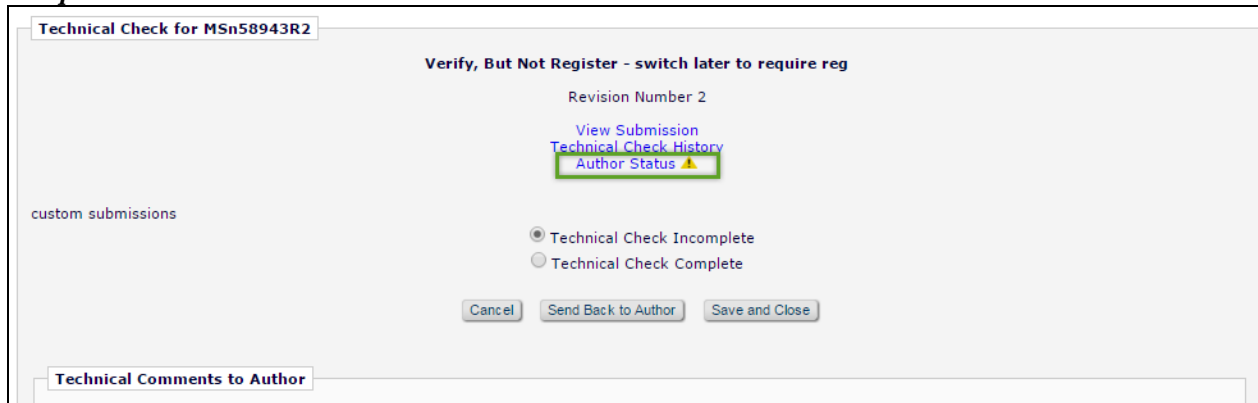 Technical Check for MSn58943R2
Verify, But Not Register - switch later to require reg
Revision Number 2
View Submission
Technical Check History
Author Status
custom submissions
Technical Check Incomplete
Technical Check Complete
Cancel Send Back to Author Save and Close
Technical Comments to Author